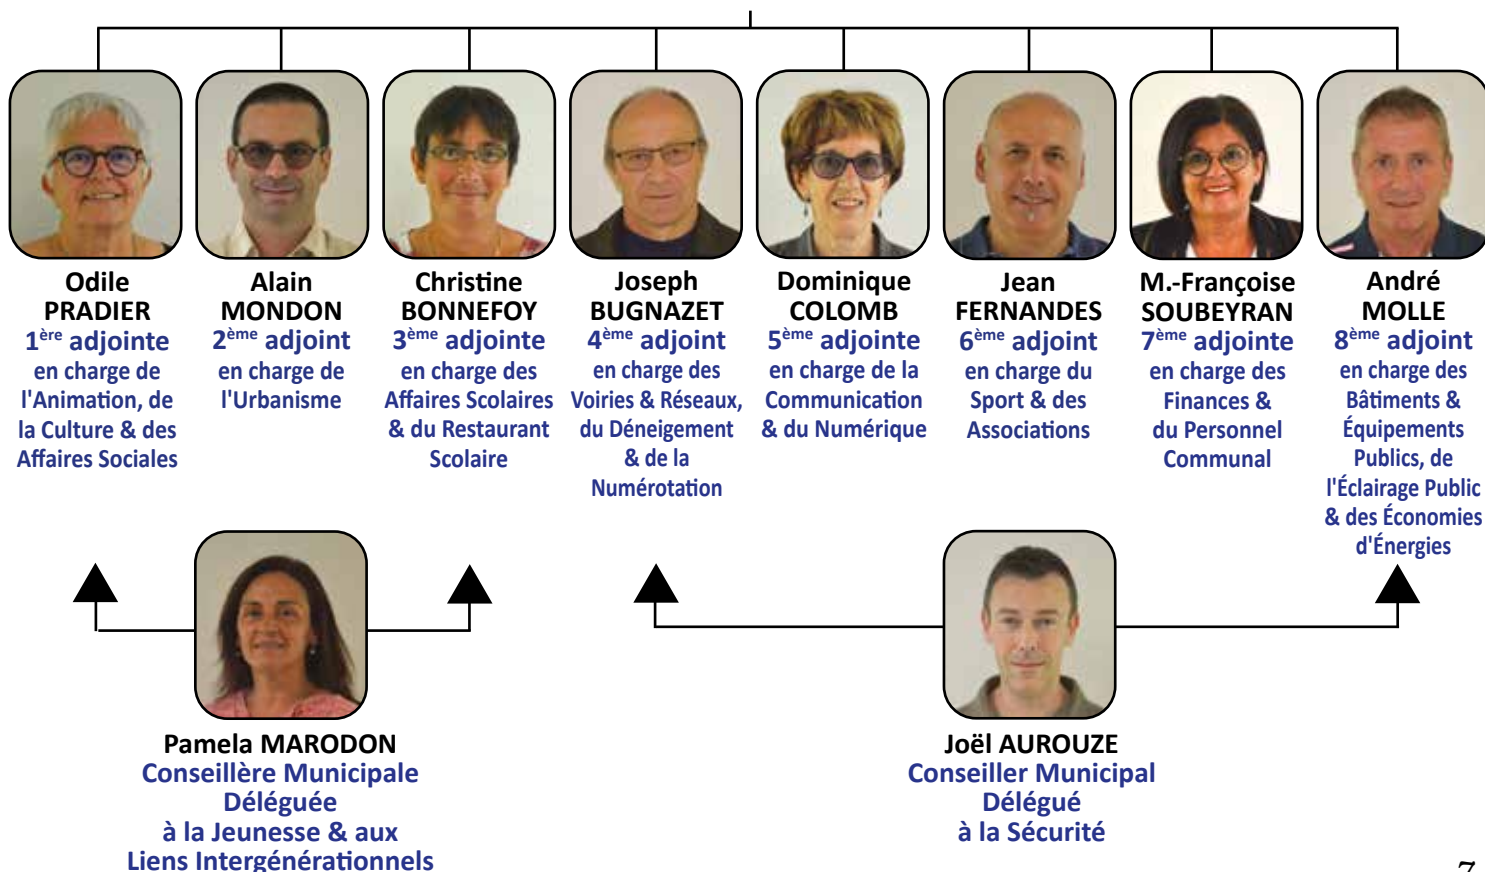 Odile
PRADIER
1ère adjointe
en charge de
l'Animation, de
la Culture & des
Affaires Sociales
Alain
MONDON
2ème adjoint
en charge de
l'Urbanisme
Christine
BONNEFOY
3ème adjointe
en charge des
Affaires Scolaires
& du Restaurant
Scolaire
Joseph
BUGNAZET
4ème adjoint
en charge des
Voiries & Réseaux,
du Déneigement
& de la
Numérotation
Dominique
COLOMB
5ème adjointe
en charge de la
Communication
& du Numérique
Jean
FERNANDES
6ème adjoint
en charge du
Sport & des
Associations
M.-Françoise
SOUBEYRAN
7ème adjointe
en charge des
Finances &
du Personnel
Communal
André
MOLLE
8ème adjoint
en charge des
Bâtiments &
Équipements
Publics, de
l'Éclairage Public
& des Économies
d'Énergies
Pamela MARODON
Conseillère Municipale
Déléguée
à la Jeunesse & aux
Liens Intergénérationnels
Joël AUROUZE
Conseiller Municipal
Délégué
à la Sécurité
7